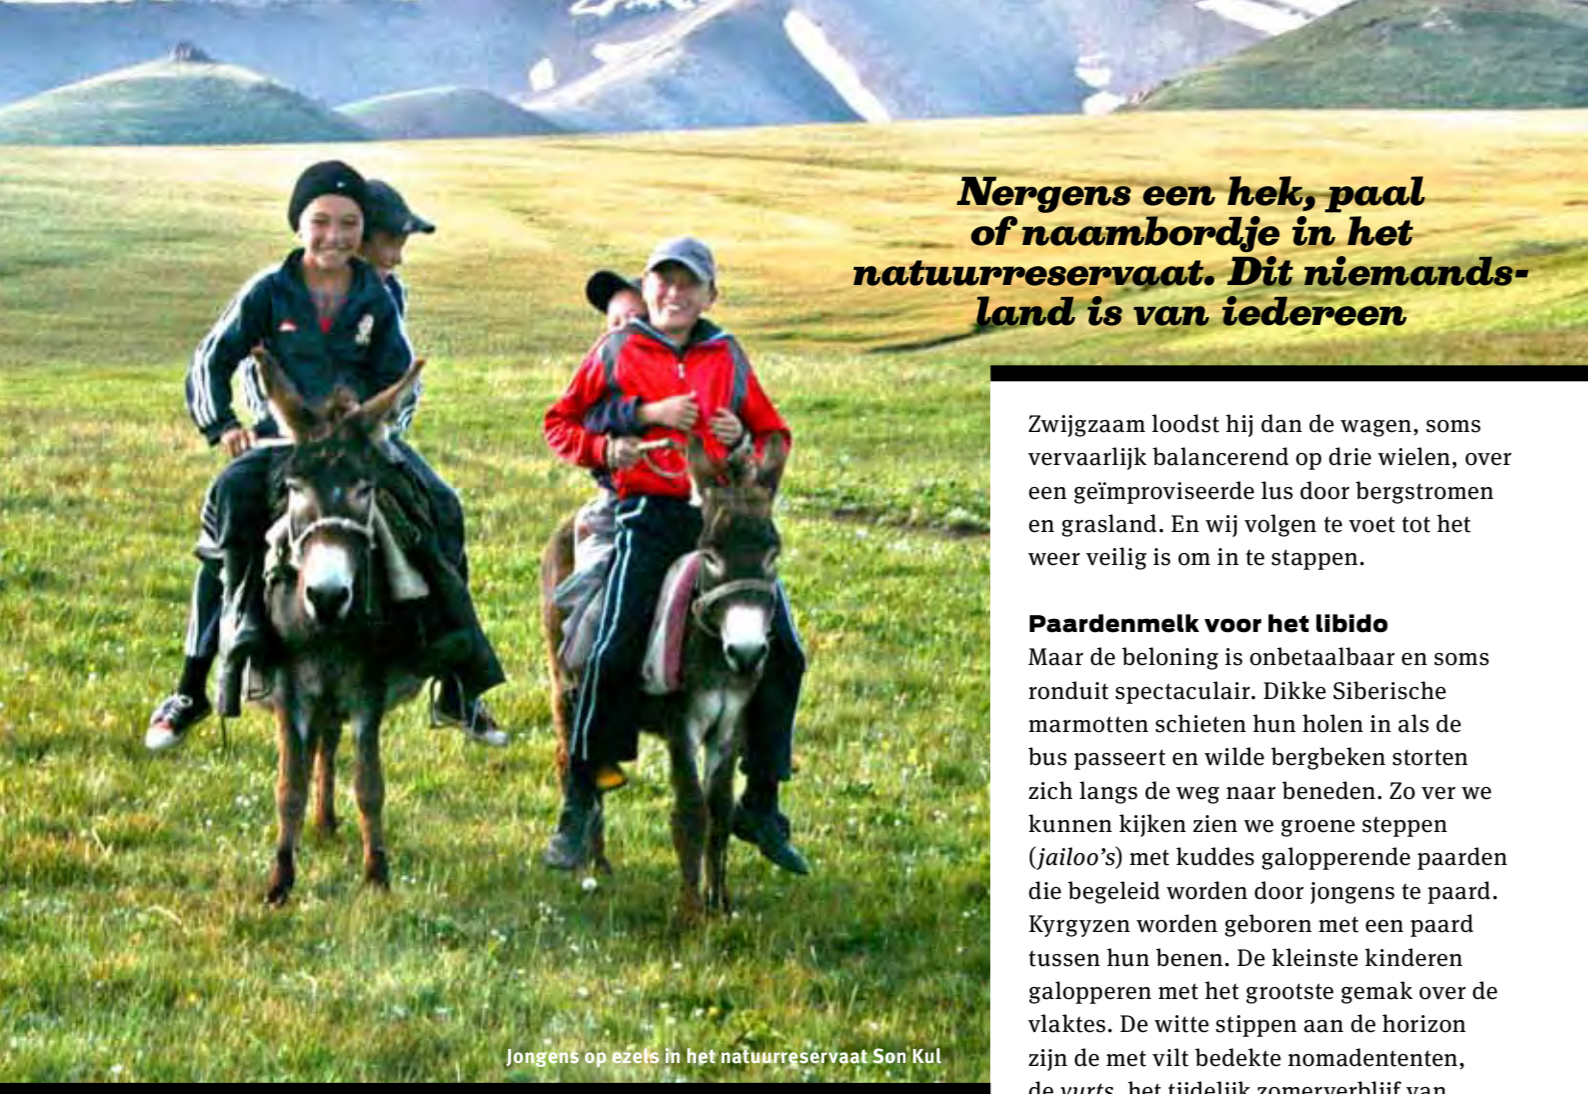 Nergens een hek, paal
of naambordje in het
natuurreservaat. Dit niemands-
land is van iedereen
Zwijgzaam loodst hij dan de wagen, soms
vervaarlijk balancerend op drie wielen, over
een geïmproviseerde lus door bergstromen
en grasland. En wij volgen te voet tot het
weer veilig is om in te stappen.
Paardenmelk voor het libido
Maar de beloning is onbetaalbaar en soms
ronduit spectaculair. Dikke Siberische
marmotten schieten hun holen in als de
bus passeert en wilde bergbeken storten
zich langs de weg naar beneden. Zo ver we
kunnen kijken zien we groene steppen
(jailoo's) met kuddes galopperende paarden
die begeleid worden door jongens te paard.
Kyrgyzen worden geboren met een paard
tussen hun benen. De kleinste kinderen
galopperen met het grootste gemak over de
vlaktes. De witte stippen aan de horizon
zijn de met vilt bedekte nomadententen,
de yurts, het tijdelijk zomerverblijf van
Jongens op ezels in het natuurreservaat Son Kul